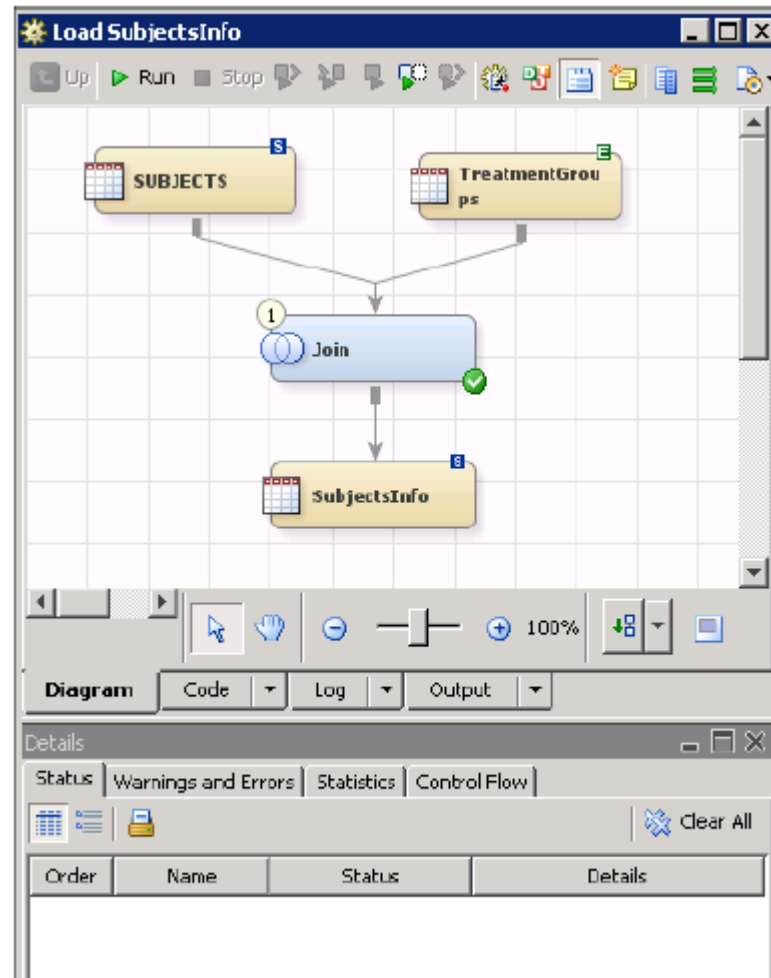 Load SubjectsInfo
Up Run Stop
S
SUBJECTS
E
TreatmentGrou
ps
1
Join
S
SubjectsInfo
100%
Diagram Code Log Output
Details
Status Warnings and Errors Statistics Control Flow
Clear All
Order Name Status Details